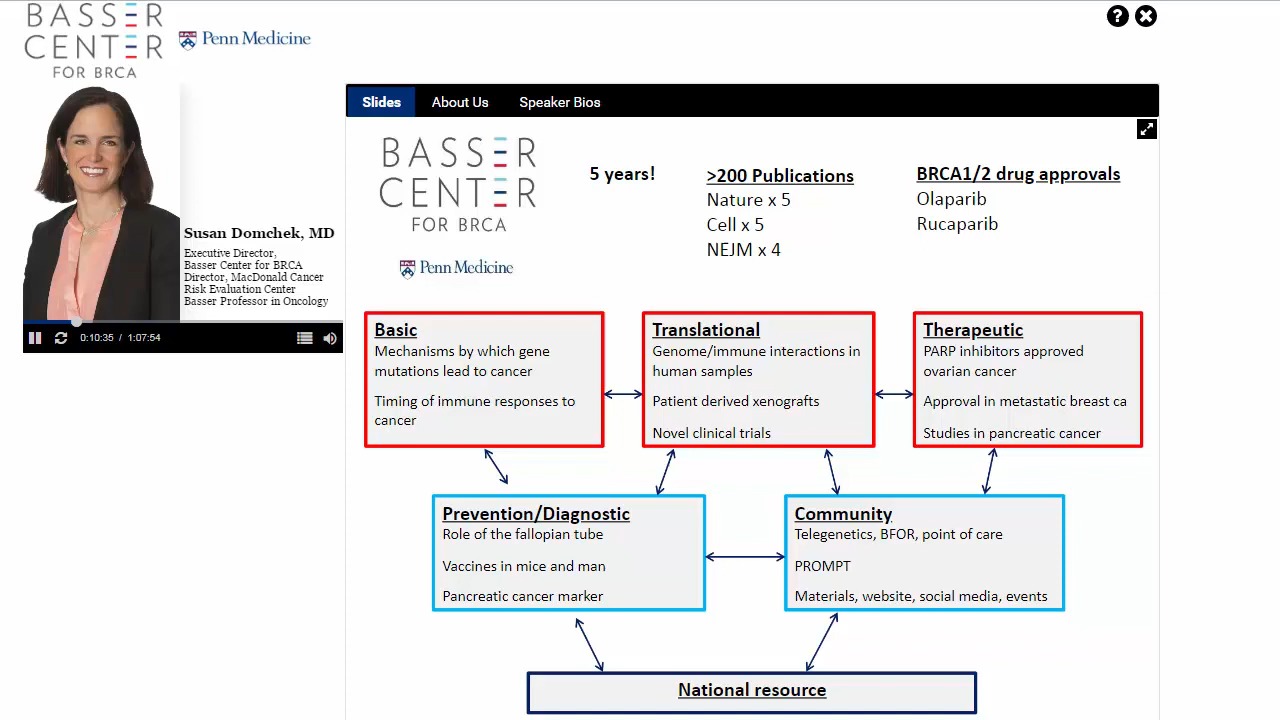 BASSER
CENTER
FOR BRCA
Penn Medicine
Susan Domchek, MD
Executive Director,
Basser Center for BRCA
Director, MacDonald Cancer
Risk Evaluation Center
Basser Professor in Oncology
0:10:35 / 1:07:54
Slides About Us Speaker Bios
BASSER
CENTER
FOR BRCA
Penn Medicine
5 years!
>200 Publications
Nature x 5
Cell x 5
NEJM x 4
BRCA1/2 drug approvals
Olaparib
Rucaparib
Basic
Mechanisms by which gene
mutations lead to cancer
Timing of immune responses to
cancer
Translational
Genome/immune interactions in
human samples
Patient derived xenografts
Novel clinical trials
Therapeutic
PARP inhibitors approved
ovarian cancer
Approval in metastatic breast ca
Studies in pancreatic cancer
Prevention/Diagnostic
Role of the fallopian tube
Vaccines in mice and man
Pancreatic cancer marker
Community
Telegenetics, BFOR, point of care
PROMPT
Materials, website, social media, events
National resource